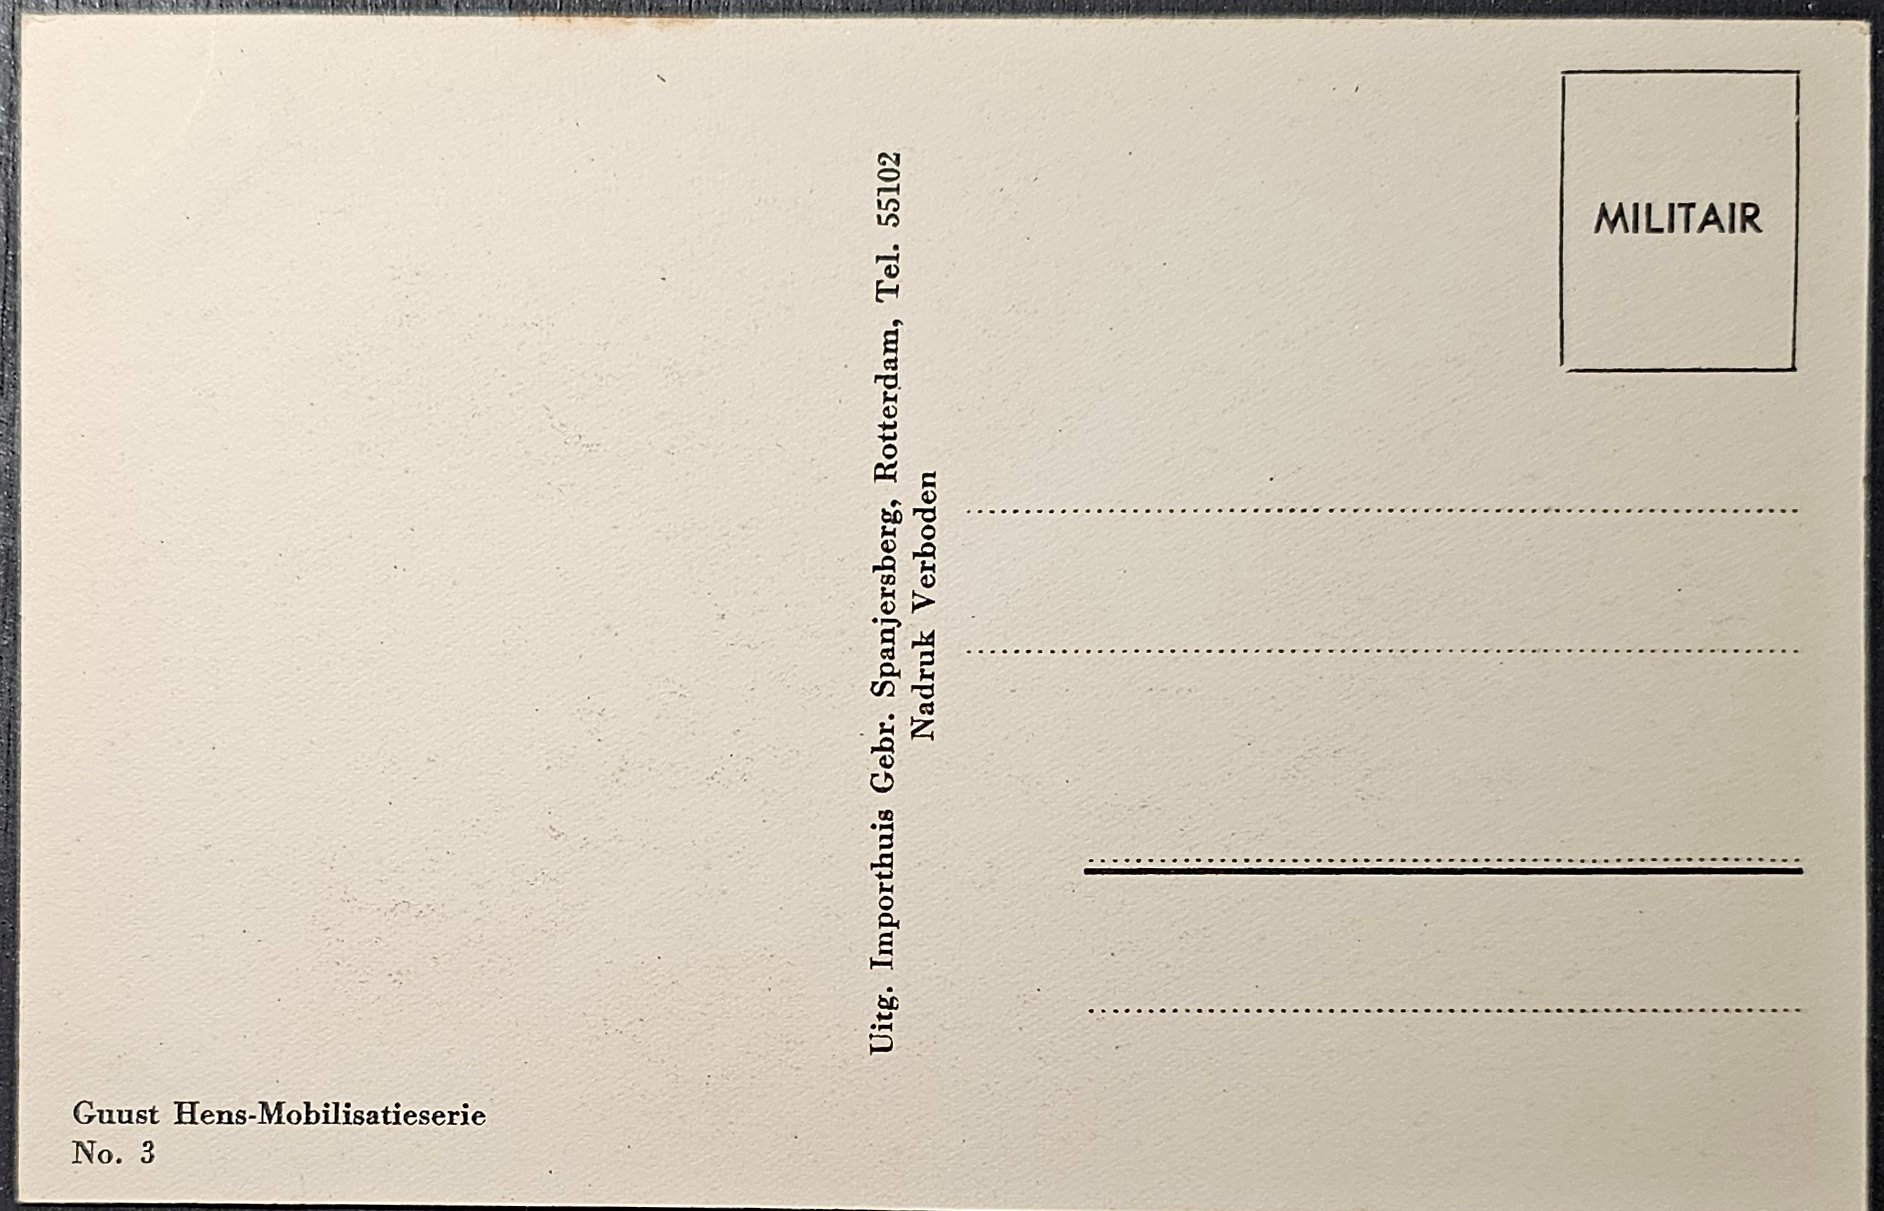 MILITAIR
Uitg. Importhuis Gebr. Spanjersberg, Rotterdam, Tel. 55102
Nadruk Verboden
Guust Hens-Mobilisatieserie
No. 3